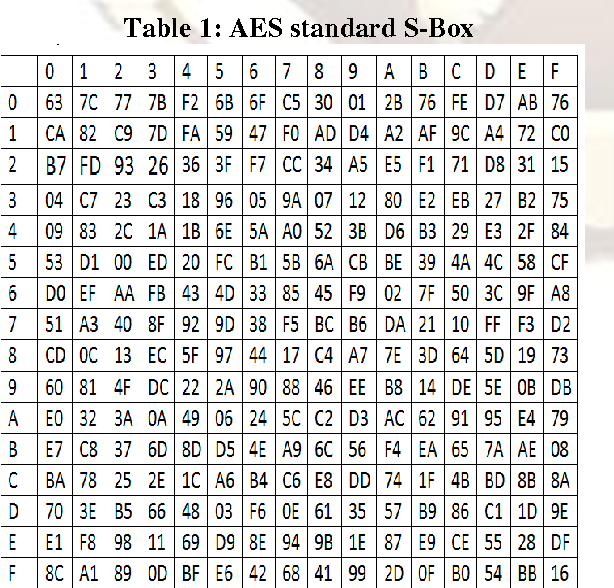 Table 1: AES standard S-Box
0 1 2 3 4 5 6 7 8 9 A B C D E F
0 63 7C 77 7B F2 6B 6F C5 30 01 2B 76 FE D7 AB 76
1 CA 82 C9 7D FA 59 47 F0 AD D4 A2 AF 9C A4 72 C0
2 B7 FD 93 26 36 3F F7 CC 34 A5 E5 F1 71 D8 31 15
3 04 C7 23 C3 18 96 05 9A 07 12 80 E2 EB 27 B2 75
4 09 83 2C 1A 1B 6E 5A A0 52 3B D6 B3 29 E3 2F 84
5 53 D1 00 ED 20 FC B1 5B 6A CB BE 39 4A 4C 58 CF
6 D0 EF AA FB 43 4D 33 85 45 F9 02 7F 50 3C 9F A8
7 51 A3 40 8F 92 9D 38 F5 BC B6 DA 21 10 FF F3 D2
8 CD 0C 13 EC 5F 97 44 17 C4 A7 7E 3D 64 5D 19 73
9 60 81 4F DC 22 2A 90 88 46 EE B8 14 DE 5E 0B DB
A E0 32 3A 0A 49 06 24 5C C2 D3 AC 62 91 95 E4 79
B E7 C8 37 6D 8D D5 4E A9 6C 56 F4 EA 65 7A AE 08
C BA 78 25 2E 1C A6 B4 C6 E8 DD 74 1F 4B BD 8B 8A
D 70 3E B5 66 48 03 F6 0E 61 35 57 B9 86 C1 1D 9E
E E1 F8 98 11 69 D9 8E 94 9B 1E 87 E9 CE 55 28 DF
F 8C A1 89 0D BF E6 42 68 41 99 2D 0F B0 54 BB 16